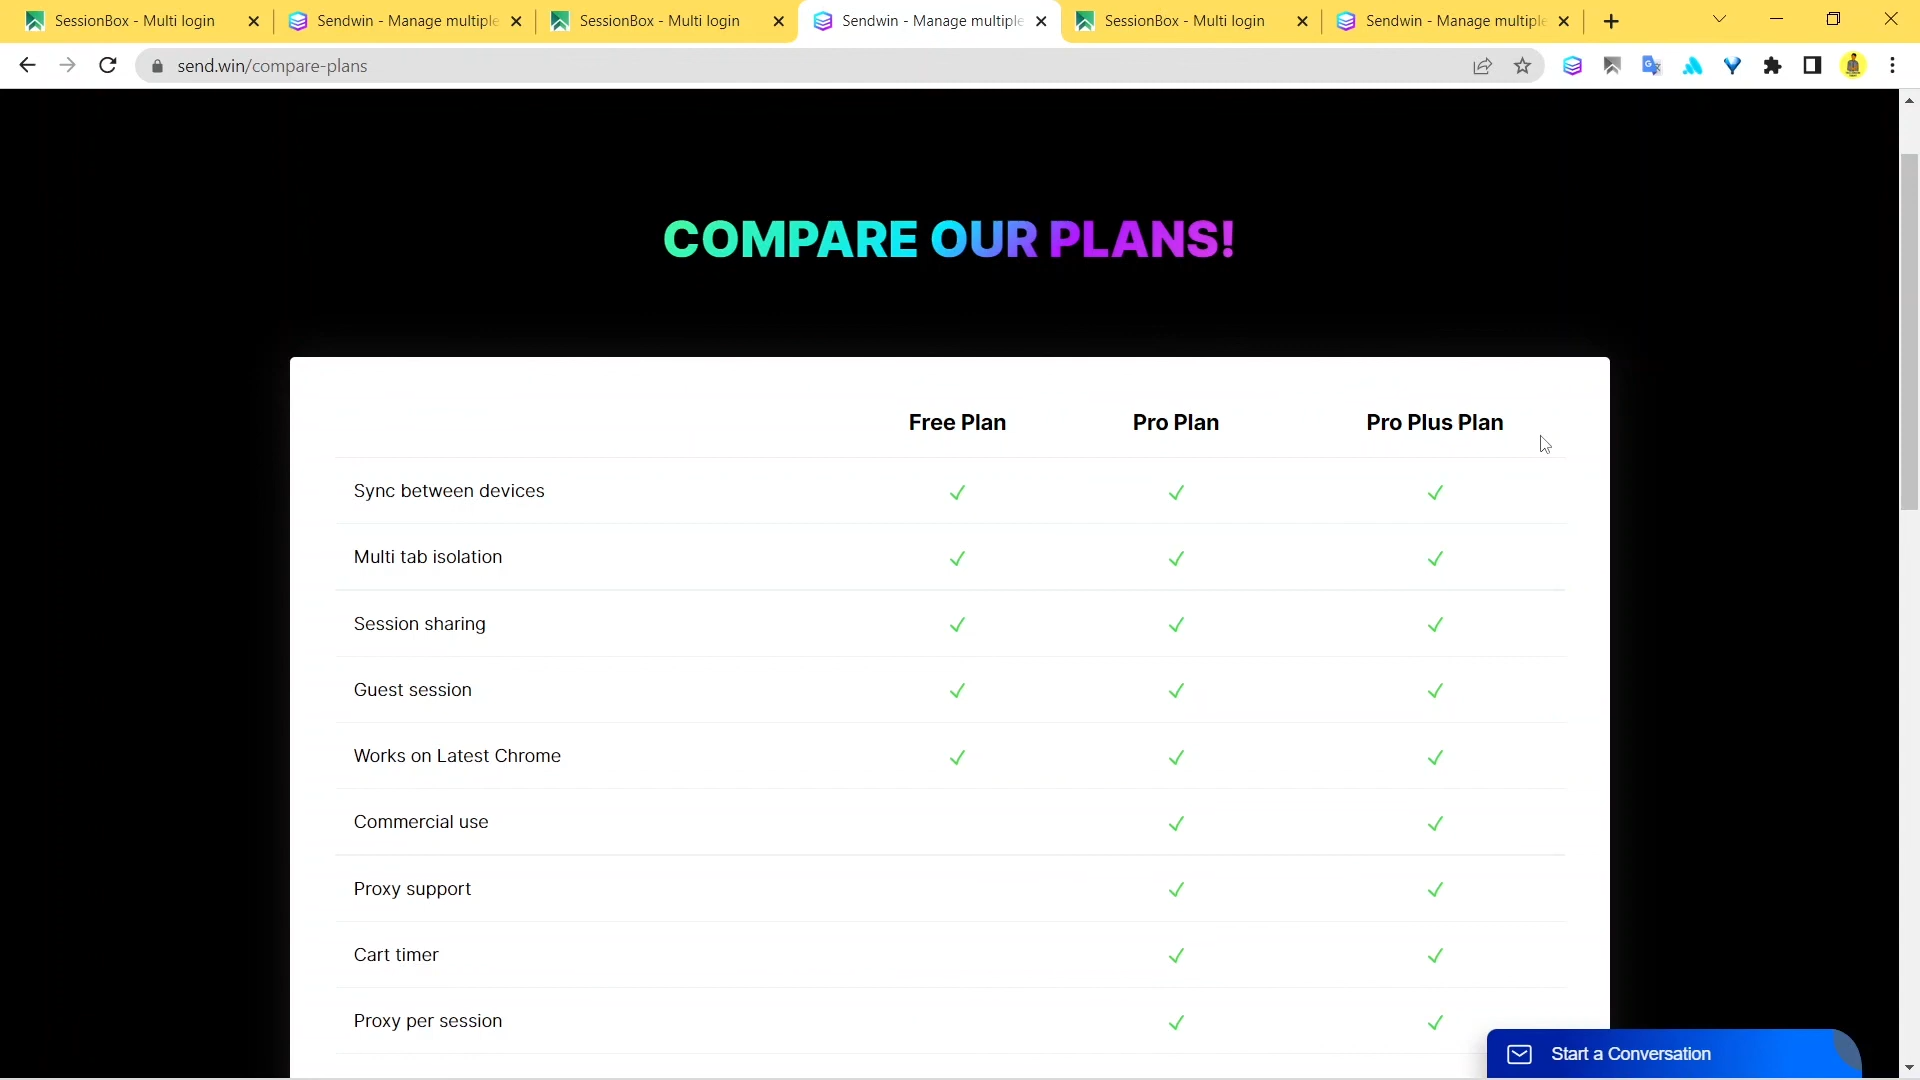 SessionBox - Multi login
Sendwin - Manage multiple
SessionBox - Multi login
Sendwin - Manage multiple
SessionBox - Multi login
Sendwin - Manage multiple
send.win/compare-plans
COMPARE OUR PLANS!
Free Plan Pro Plan Pro Plus Plan
Sync between devices
Multi tab isolation
Session sharing
Guest session
Works on Latest Chrome
Commercial use
Proxy support
Cart timer
Proxy per session
Start a Conversation